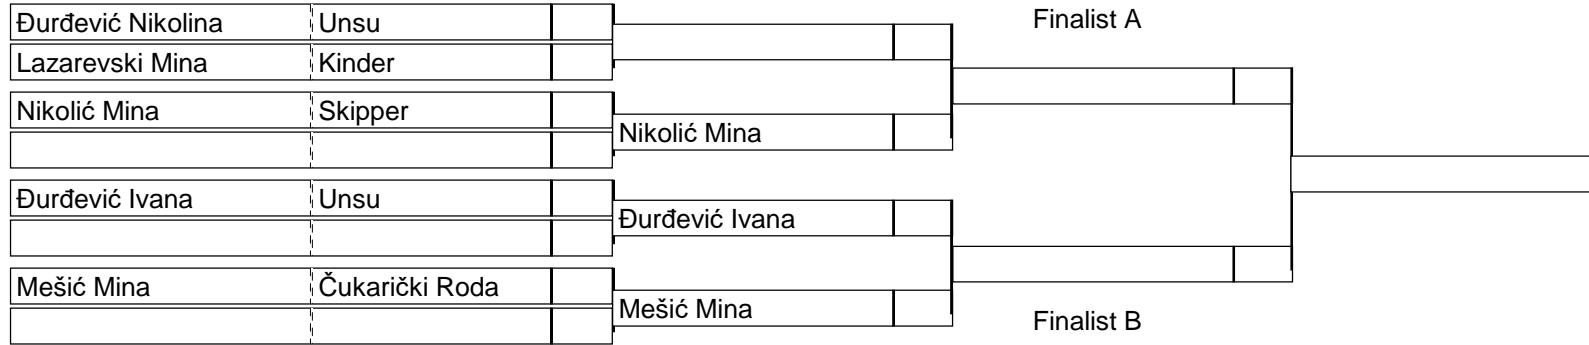 Đurđević Nikolina Unsu
Finalist A
Lazarevski Mina Kinder
Nikolić Mina Skipper
Nikolić Mina
Đurđević Ivana Unsu
Đurđević Ivana
Mešić Mina Čukarički Roda
Mešić Mina
Finalist B